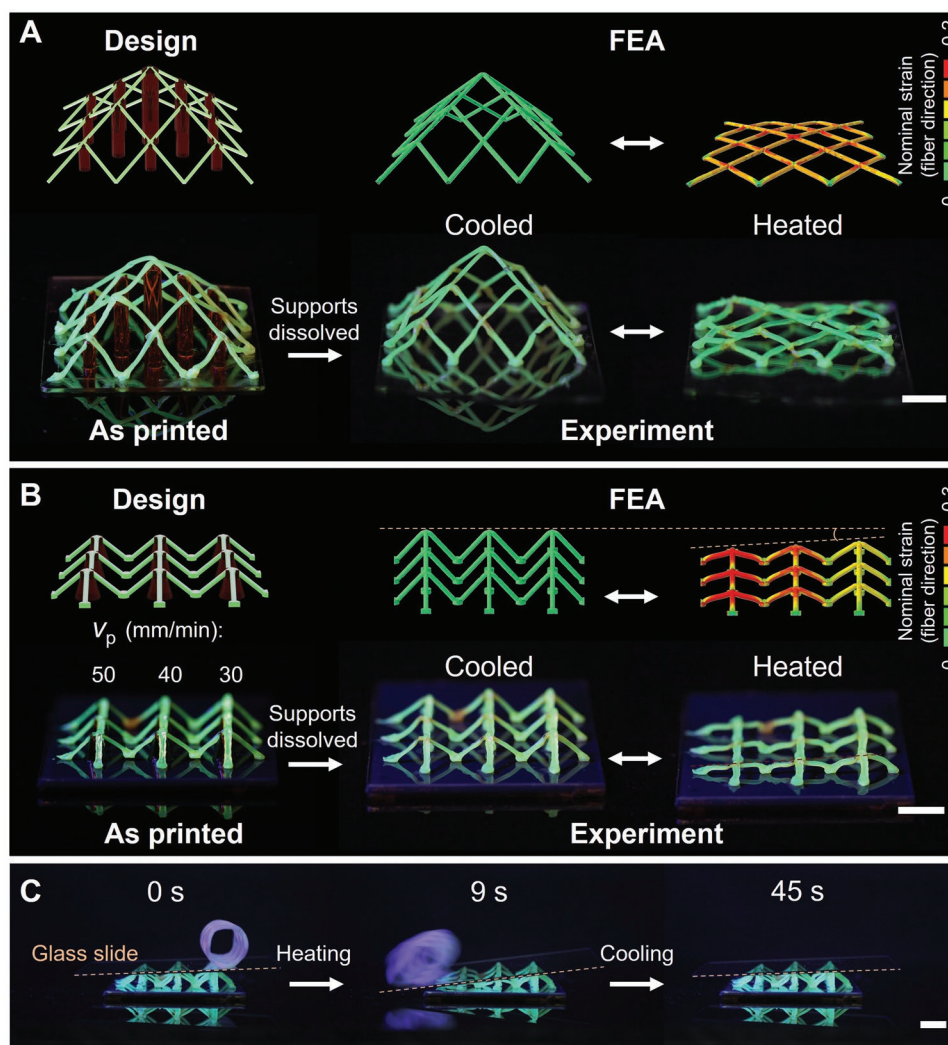 A
Design
FEA
Nominal strain
(fiber direction)
0
Cooled
Heated
Supports
dissolved
As printed
Experiment
B
Design
FEA
Nominal strain
(fiber direction)
Vp (mm/min):
50
40
30
Cooled
Heated
Supports
dissolved
As printed
Experiment
C
0 s
9 s
45 s
Glass slide
Heating
Cooling